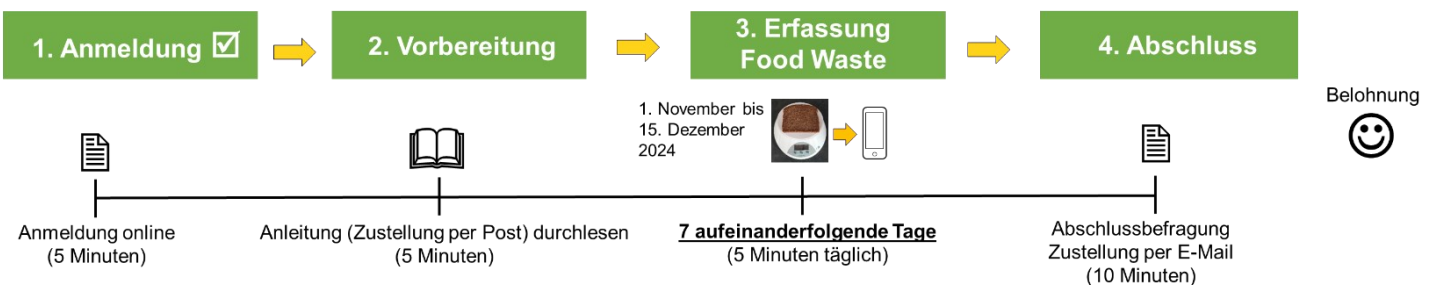 1. Anmeldung ☑
2. Vorbereitung
3. Erfassung
Food Waste
4. Abschluss
1. November bis
15. Dezember
2024
Belohnung
Anmeldung online
(5 Minuten)
Anleitung (Zustellung per Post) durchlesen
(5 Minuten)
7 aufeinanderfolgende Tage
(5 Minuten täglich)
Abschlussbefragung
Zustellung per E-Mail
(10 Minuten)